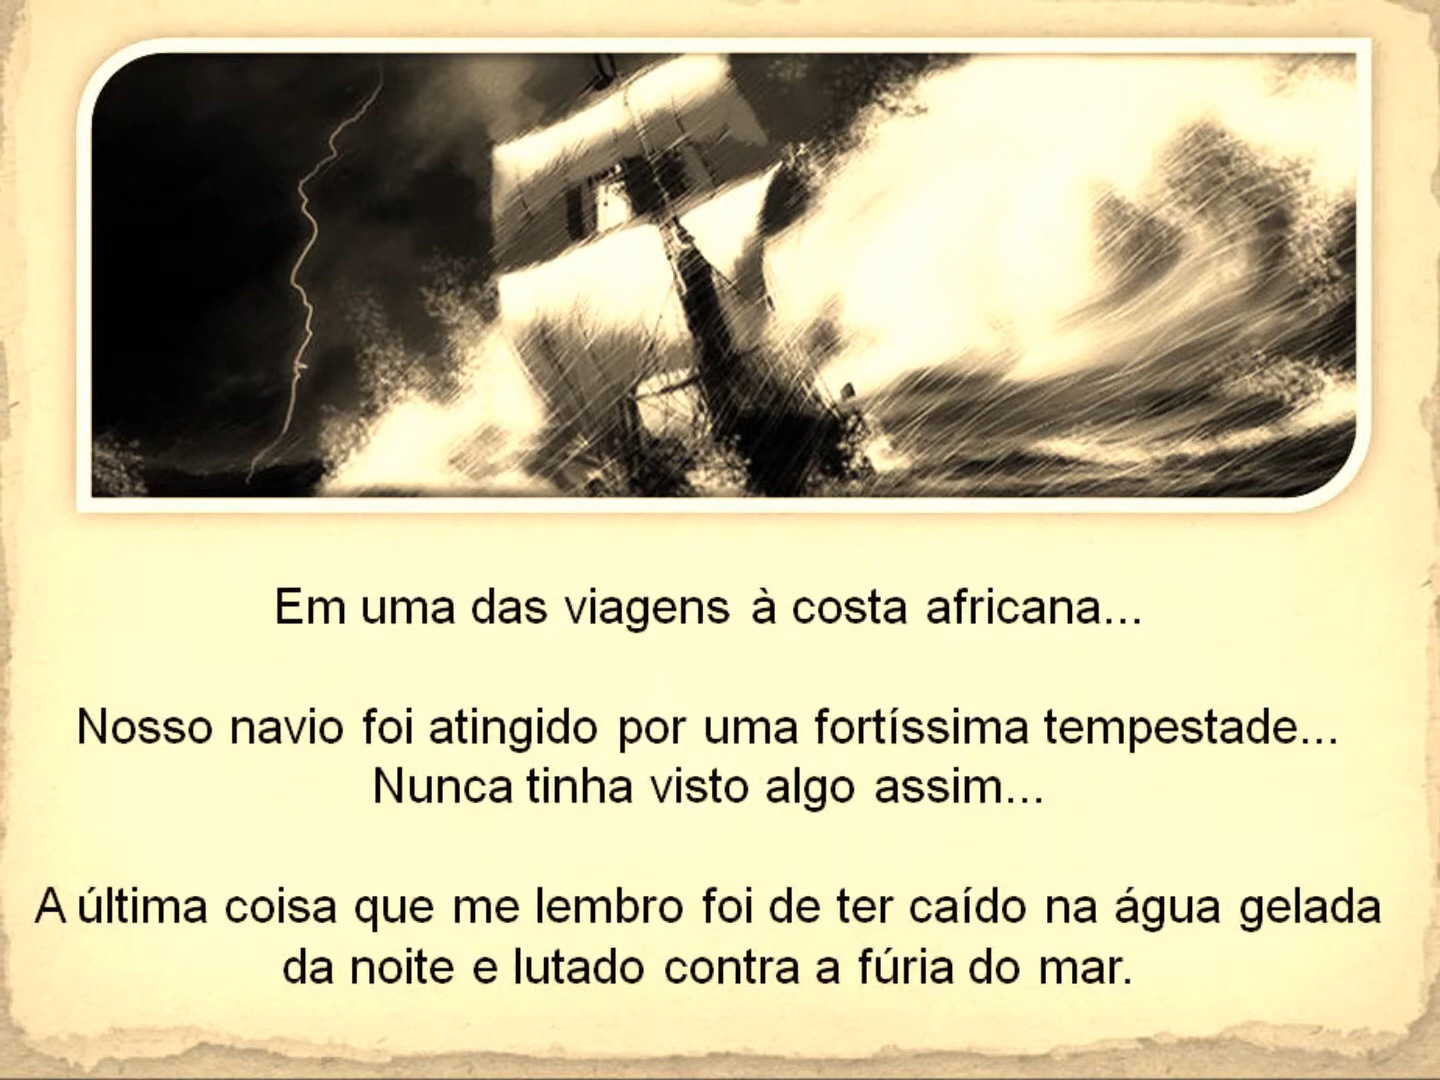 Em uma das viagens à costa africana...
Nosso navio foi atingido por uma fortíssima tempestade...
Nunca tinha visto algo assim...
A última coisa que me lembro foi de ter caído na água gelada
da noite e lutado contra a fúria do mar.